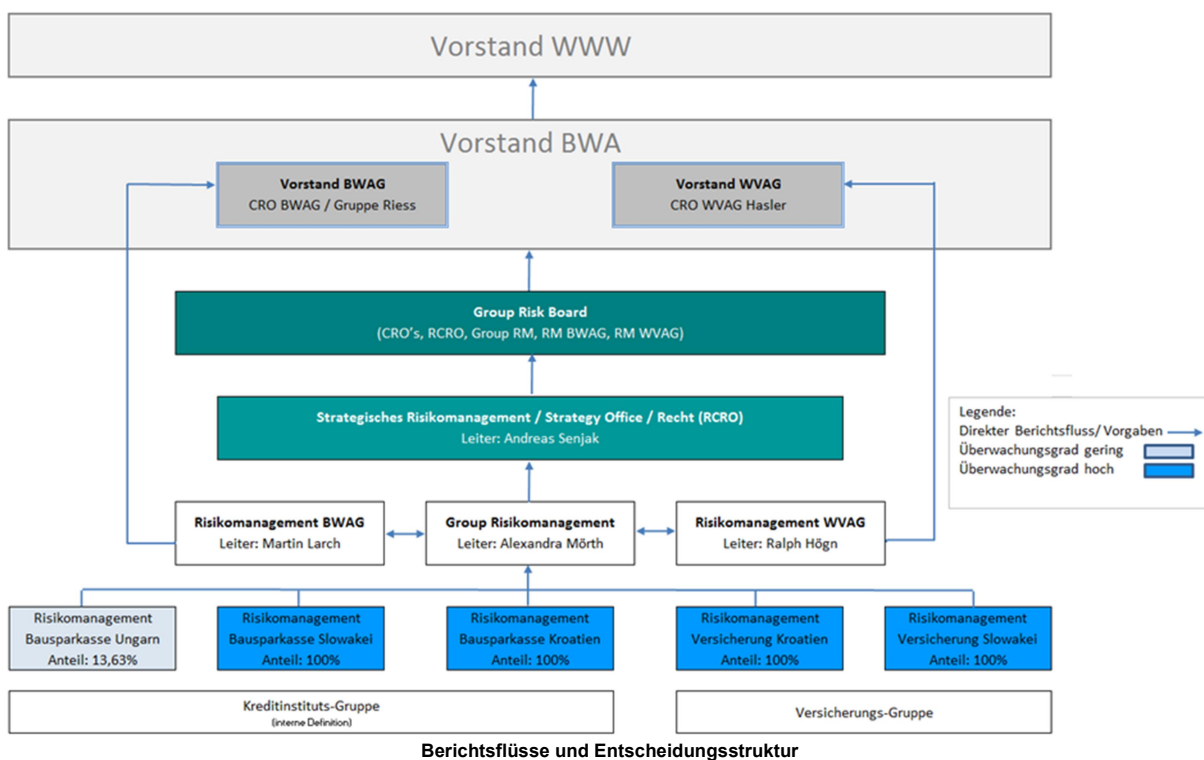 Vorstand WWW
Vorstand BWA
Vorstand BWAG
CRO BWAG / Gruppe Riess
Vorstand WVAG
CRO WVAG Hasler
Group Risk Board
(CRO's, RCRO, Group RM, RM BWAG, RM WVAG)
Strategisches Risikomanagement / Strategy Office / Recht (RCRO)
Leiter: Andreas Senjak
Legende:
Direkter Berichtsfluss/Vorgaben
Überwachungsgrad gering
Überwachungsgrad hoch
Risikomanagement BWAG
Leiter: Martin Larch
Group Risikomanagement
Leiter: Alexandra Mörth
Risikomanagement WVAG
Leiter: Ralph Högn
Risikomanagement
Bausparkasse Ungarn
Anteil: 13,63%
Risikomanagement
Bausparkasse Slowakei
Anteil: 100%
Risikomanagement
Bausparkasse Kroatien
Anteil: 100%
Risikomanagement
Versicherung Kroatien
Anteil: 100%
Risikomanagement
Versicherung Slowakei
Anteil: 100%
Kreditinstituts-Gruppe
(interne Definition)
Versicherungs-Gruppe
Berichtsflüsse und Entscheidungsstruktur